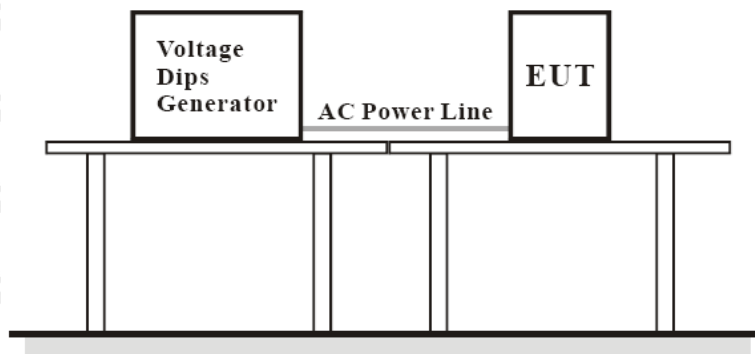 Voltage
Dips
Generator
AC Power Line
EUT